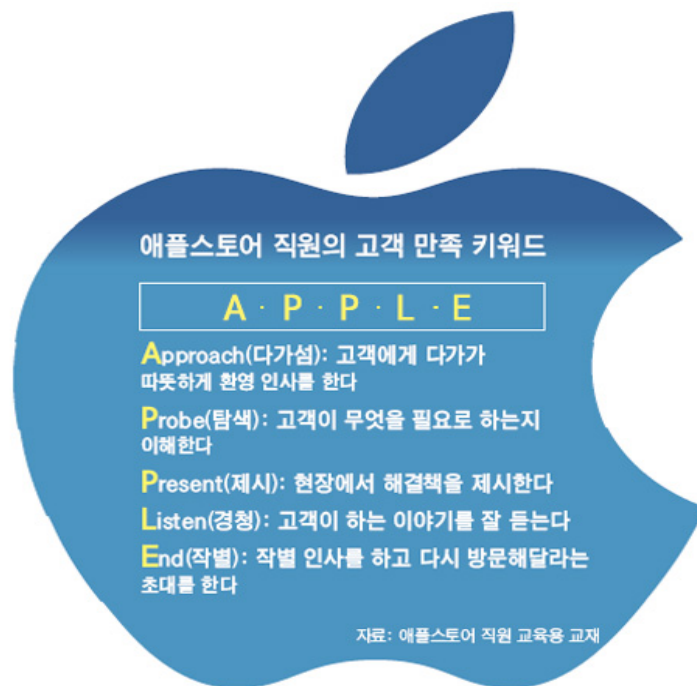 애플스토어 직원의 고객 만족 키워드
A · P · P · L · E
Approach(다가섬): 고객에게 다가가
따뜻하게 환영 인사를 한다
Probe(탐색): 고객이 무엇을 필요로 하는지
이해한다
Present(제시): 현장에서 해결책을 제시한다
Listen(경청): 고객이 하는 이야기를 잘 듣는다
End(작별): 작별 인사를 하고 다시 방문해달라는
초대를 한다
자료: 애플스토어 직원 교육용 교재